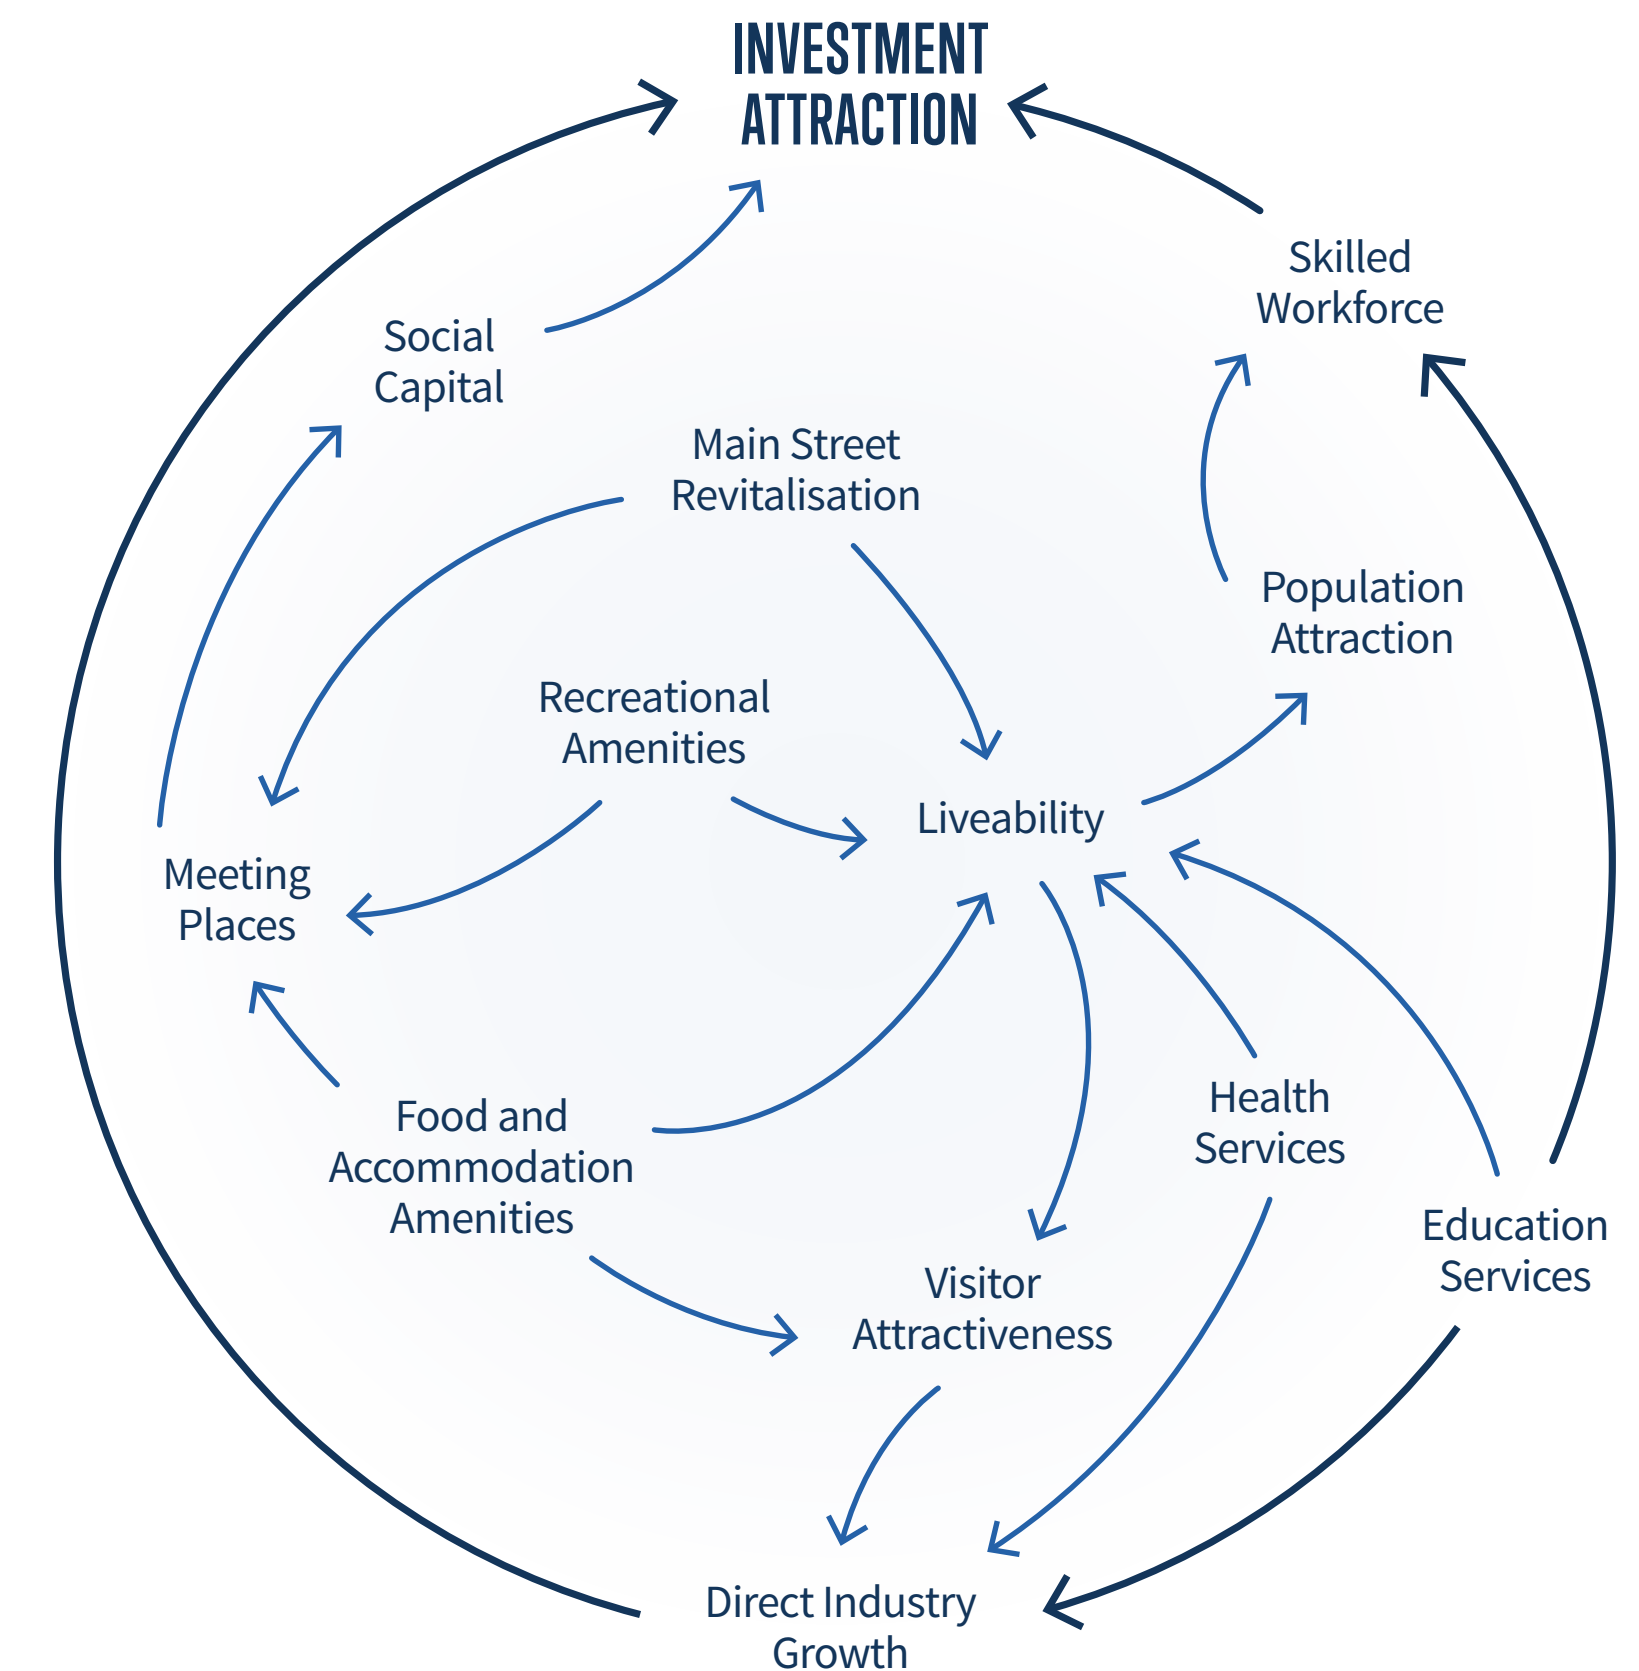 INVESTMENT
ATTRACTION
Skilled
Workforce
Social
Capital
Main Street
Revitalisation
Population
Attraction
Recreational
Amenities
Liveability
Meeting
Places
Health
Services
Food and
Accommodation
Amenities
Education
Services
Visitor
Attractiveness
Direct Industry
Growth